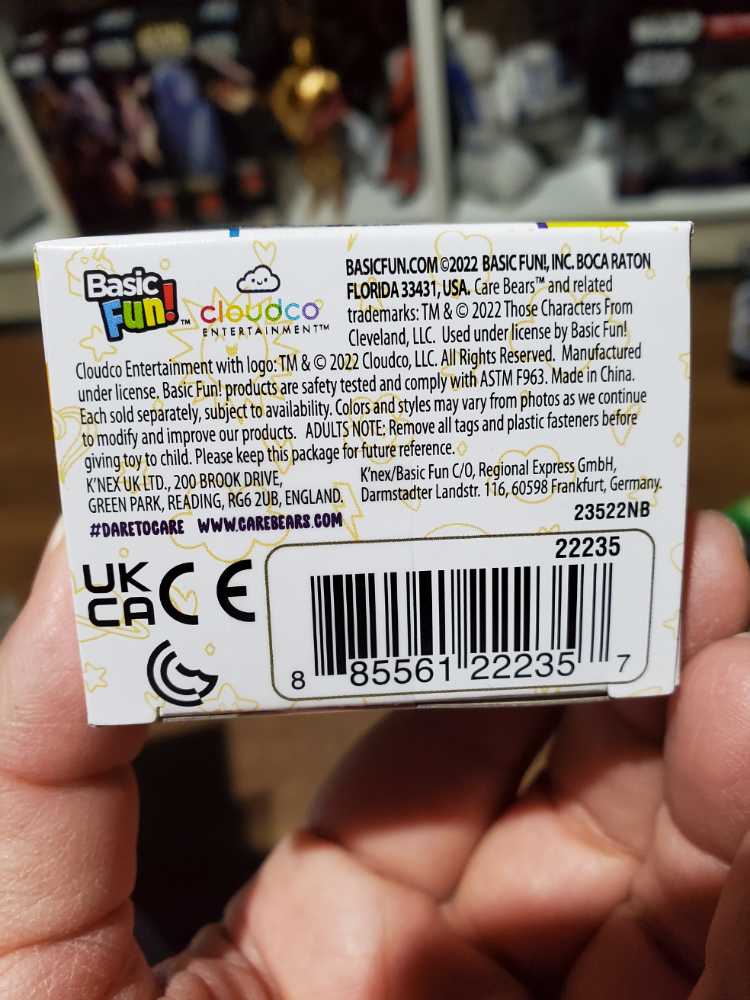 Basic Fun!™
cloudco
ENTERTAINMENT™
BASICFUN.COM ©2022 BASIC FUN!, INC. BOCA RATON
FLORIDA 33431, USA. Care Bears™ and related
trademarks: TM & © 2022 Those Characters From
Cleveland, LLC. Used under license by Basic Fun!
Cloudco Entertainment with logo: TM & © 2022 Cloudco, LLC. All Rights Reserved. Manufactured
under license. Basic Fun! products are safety tested and comply with ASTM F963. Made in China.
Each sold separately, subject to availability. Colors and styles may vary from photos as we continue
to modify and improve our products. ADULTS NOTE: Remove all tags and plastic fasteners before
giving toy to child. Please keep this package for future reference.
K'NEX UK LTD., 200 BROOK DRIVE,
GREEN PARK, READING, RG6 2UB, ENGLAND.
K'nex/Basic Fun C/O, Regional Express GmbH,
Darmstadter Landstr. 116, 60598 Frankfurt, Germany.
#DARETOCARE WWW.CAREBEARS.COM
23522NB
UK
CA
CE
22235
8 85561 22235 7